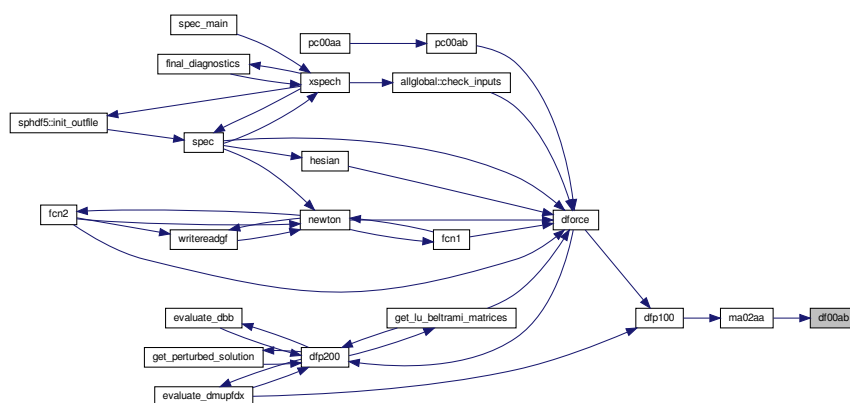 spec_main
pc00aa
pc00ab
final_diagnostics
xspech
allglobal::check_inputs
sphdf5::init_outfile
spec
hesian
fcn2
newton
dforce
writereadgf
fcn1
evaluate_dbb
get_lu_beltrami_matrices
dfp100
ma02aa
df00ab
get_perturbed_solution
dfp200
evaluate_dmupfdx